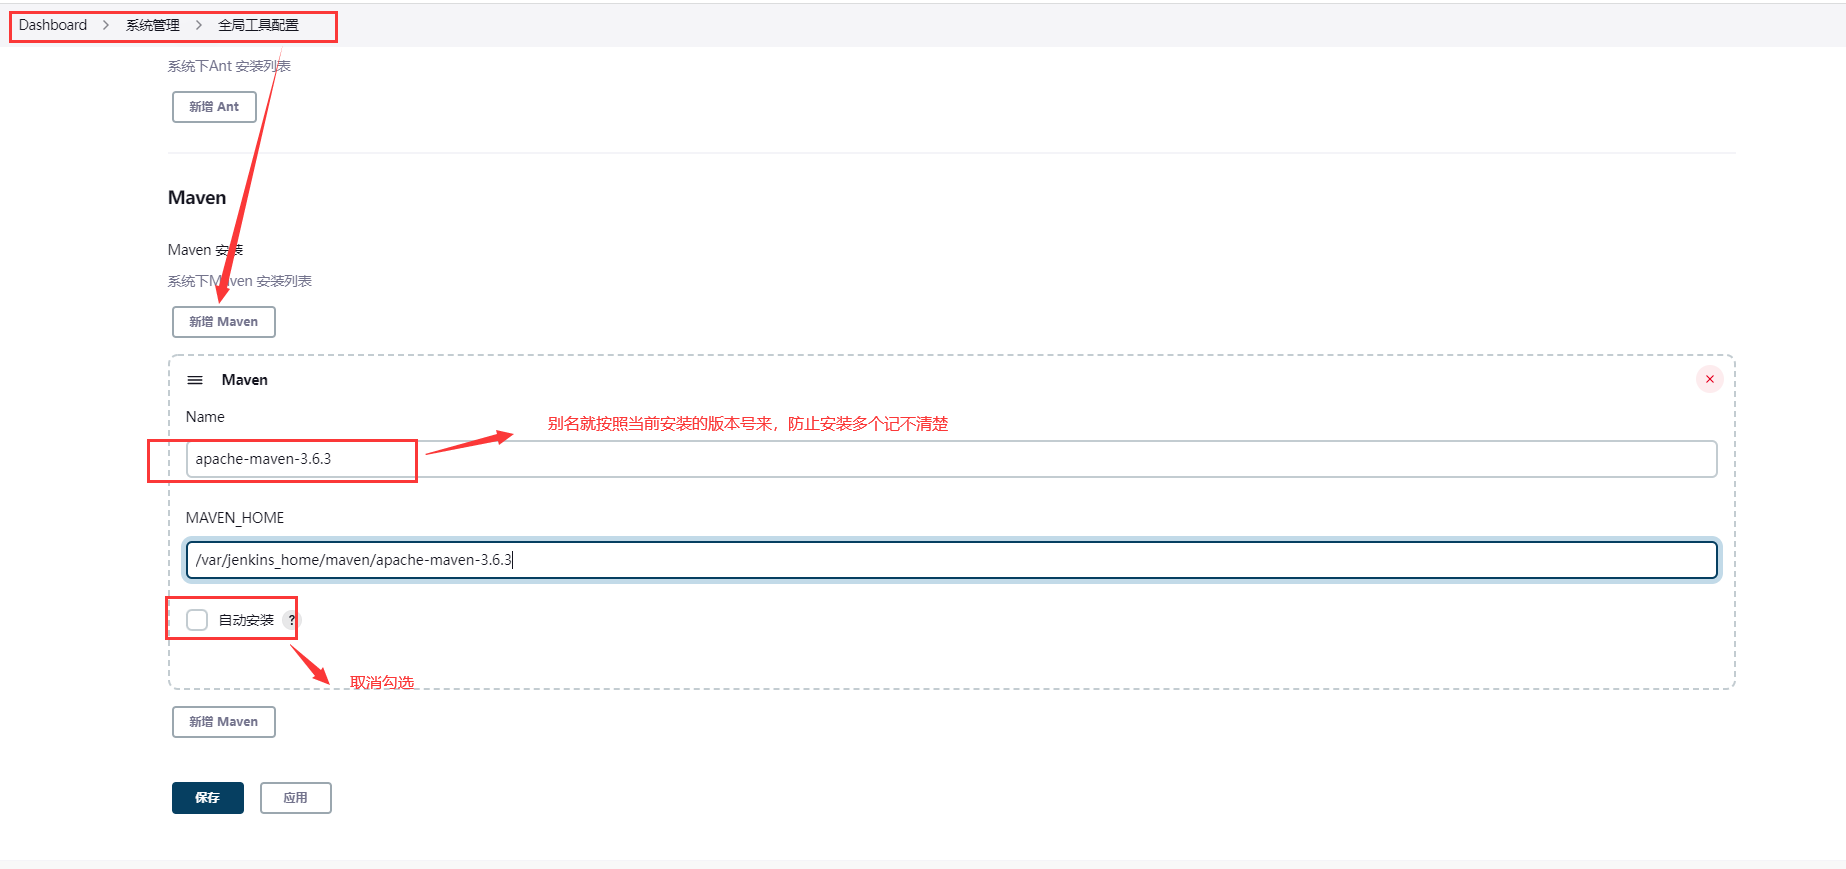 Dashboard > 系统管理 > 全局工具配置
系统下Ant 安装列表
新增 Ant
Maven
Maven 安装
系统下Maven 安装列表
新增 Maven
Maven
Name
别名就按照当前安装的版本号来，防止安装多个记不清楚
apache-maven-3.6.3
MAVEN_HOME
/var/jenkins_home/maven/apache-maven-3.6.3
自动安装 ?
取消勾选
新增 Maven
保存 应用